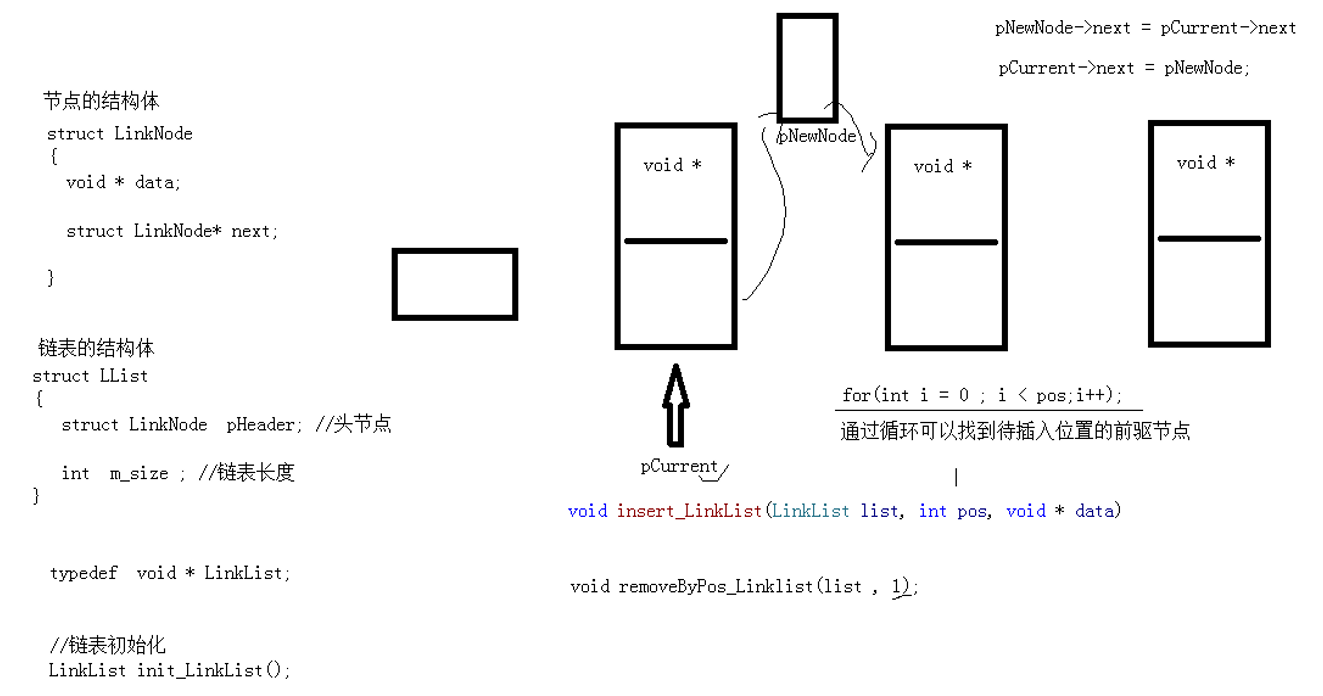 pNewNode->next = pCurrent->next
pCurrent->next = pNewNode;
节点的结构体
struct LinkNode
{
void * data;
struct LinkNode* next;
}
链表的结构体
struct LList
{
struct LinkNode pHeader; //头节点
int m_size ; //链表长度
}
typedef void * LinkList;
//链表初始化
LinkList init_LinkList();
pNewNode
void *
void *
void *
pCurrent
for(int i = 0 ; i < pos;i++);
通过循环可以找到待插入位置的前驱节点
void insert_LinkList(LinkList list, int pos, void * data)
void removeByPos_Linklist(list , 1);